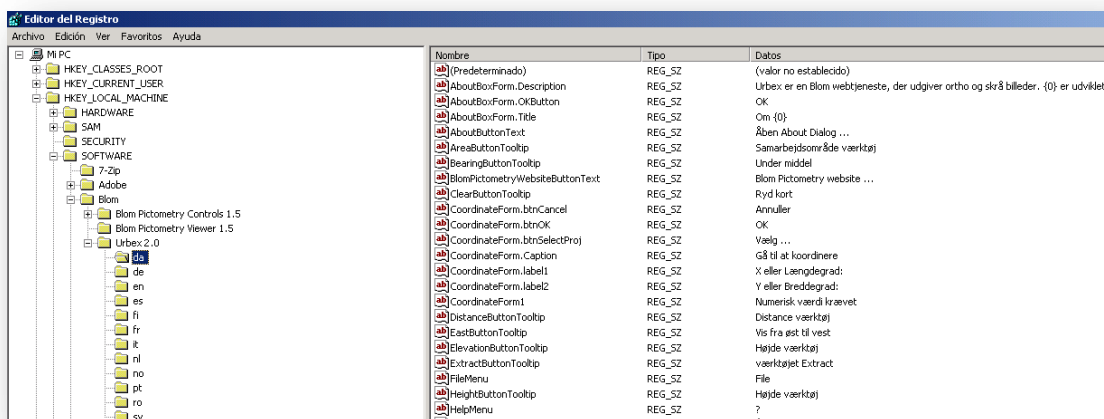 Editor del Registro
Archivo Edición Ver Favoritos Ayuda
Mi PC
HKEY_CLASSES_ROOT
HKEY_CURRENT_USER
HKEY_LOCAL_MACHINE
HARDWARE
SAM
SECURITY
SOFTWARE
7-Zip
Adobe
Blom
Blom Pictometry Controls 1.5
Blom Pictometry Viewer 1.5
Urbex 2.0
da
de
en
es
fi
fr
it
nl
no
pt
ro
sv
Nombre Tipo Datos
(Predeterminado) REG_SZ (valor no establecido)
AboutBoxForm.Description REG_SZ Urbex er en Blom webtjeneste, der udgiver ortho og skrå billeder. {0} er udviklet
AboutBoxForm.OKButton REG_SZ OK
AboutBoxForm.Title REG_SZ Om {0}
AboutButtonText REG_SZ Åben About Dialog ...
AreaButtonTooltip REG_SZ Samarbejdsområde værktøj
BearingButtonTooltip REG_SZ Under middel
BlomPictometryWebsiteButtonText REG_SZ Blom Pictometry website ...
ClearButtonTooltip REG_SZ Ryd kort
CoordinateForm.btnCancel REG_SZ Annuller
CoordinateForm.btnOK REG_SZ OK
CoordinateForm.btnSelectProj REG_SZ Vælg ...
CoordinateForm.Caption REG_SZ Gå til at koordinere
CoordinateForm.label1 REG_SZ X eller Længdegrad:
CoordinateForm.label2 REG_SZ Y eller Breddegrad:
CoordinateForm1 REG_SZ Numerisk værdi krævet
DistanceButtonTooltip REG_SZ Distance værktøj
EastButtonTooltip REG_SZ Vis fra øst til vest
ElevationButtonTooltip REG_SZ Højde værktøj
ExtractButtonTooltip REG_SZ værktøjet Extract
FileMenu REG_SZ File
HeightButtonTooltip REG_SZ Højde værktøj
HelpMenu REG_SZ ?